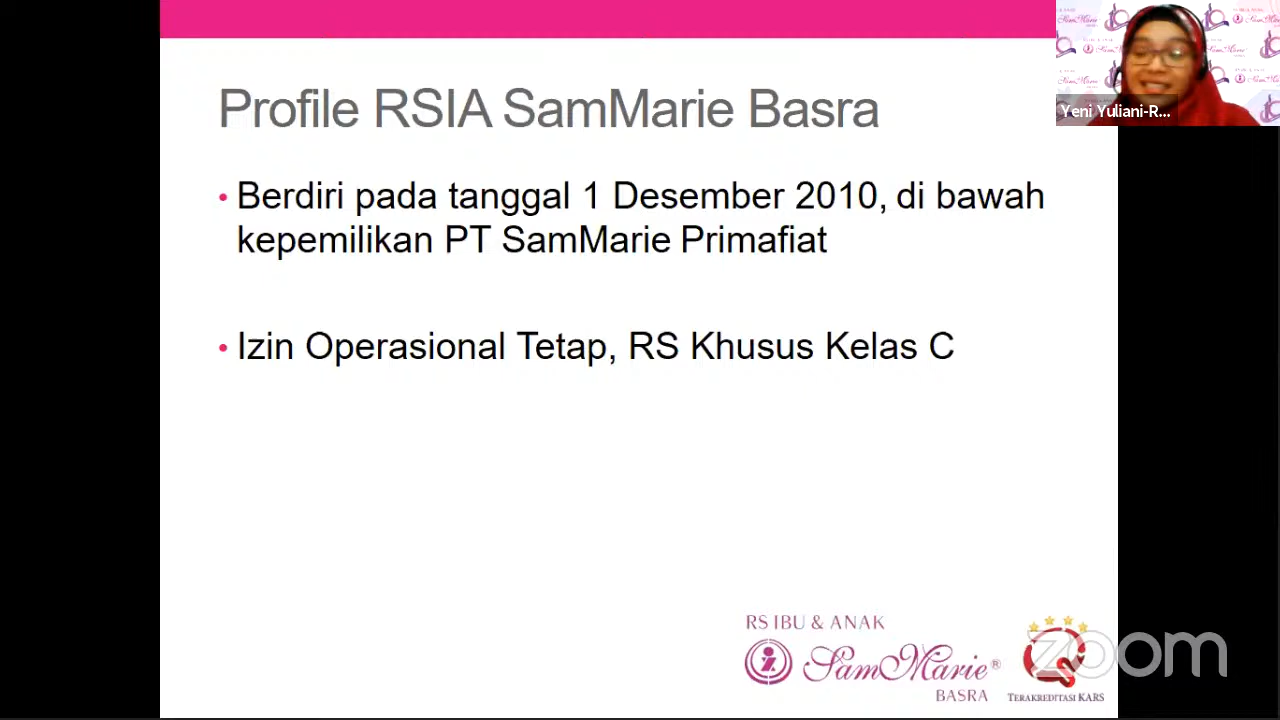 Profile RSIA SamMarie Basra
• Berdiri pada tanggal 1 Desember 2010, di bawah
kepemilikan PT SamMarie Primafiat
• Izin Operasional Tetap, RS Khusus Kelas C
Yeni Yuliani-R...
RS IBU & ANAK
SamMarie®
BASRA
TERAKREDITASI KARS
zoom